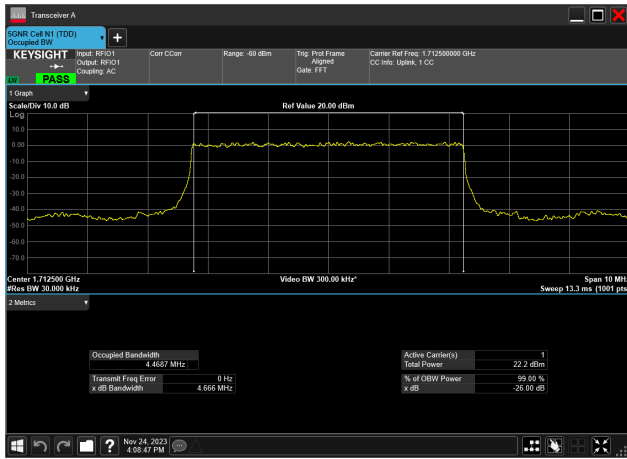 Transceiver A
5GNR Cell N1 (TDD)
Occupied BW
KEYSIGHT
PASS
Input: RFIO1
Output: RFIO1
Coupling: AC
Corr CCorr
Range: -60 dBm
Trig: Prot Frame
Aligned
Gate: FFT
Carrier Ref Freq: 1.712500000 GHz
CC Info: Uplink, 1 CC
1 Graph
Scale/Div 10.0 dB
Ref Value 20.00 dBm
Log
10.0
0.00
-10.0
-20.0
-30.0
-40.0
-50.0
-60.0
-70.0
Center 1.712500 GHz
Video BW 300.00 kHz*
Span 10 MH
#Res BW 30.000 kHz
Sweep 13.3 ms (1001 pts
2 Metrics
Occupied Bandwidth
4.4687 MHz
Transmit Freq Error 0 Hz
x dB Bandwidth 4.666 MHz
Active Carrier(s) 1
Total Power 22.2 dBm
% of OBW Power 99.00 %
x dB -26.00 dB
Nov 24, 2023
4:08:47 PM